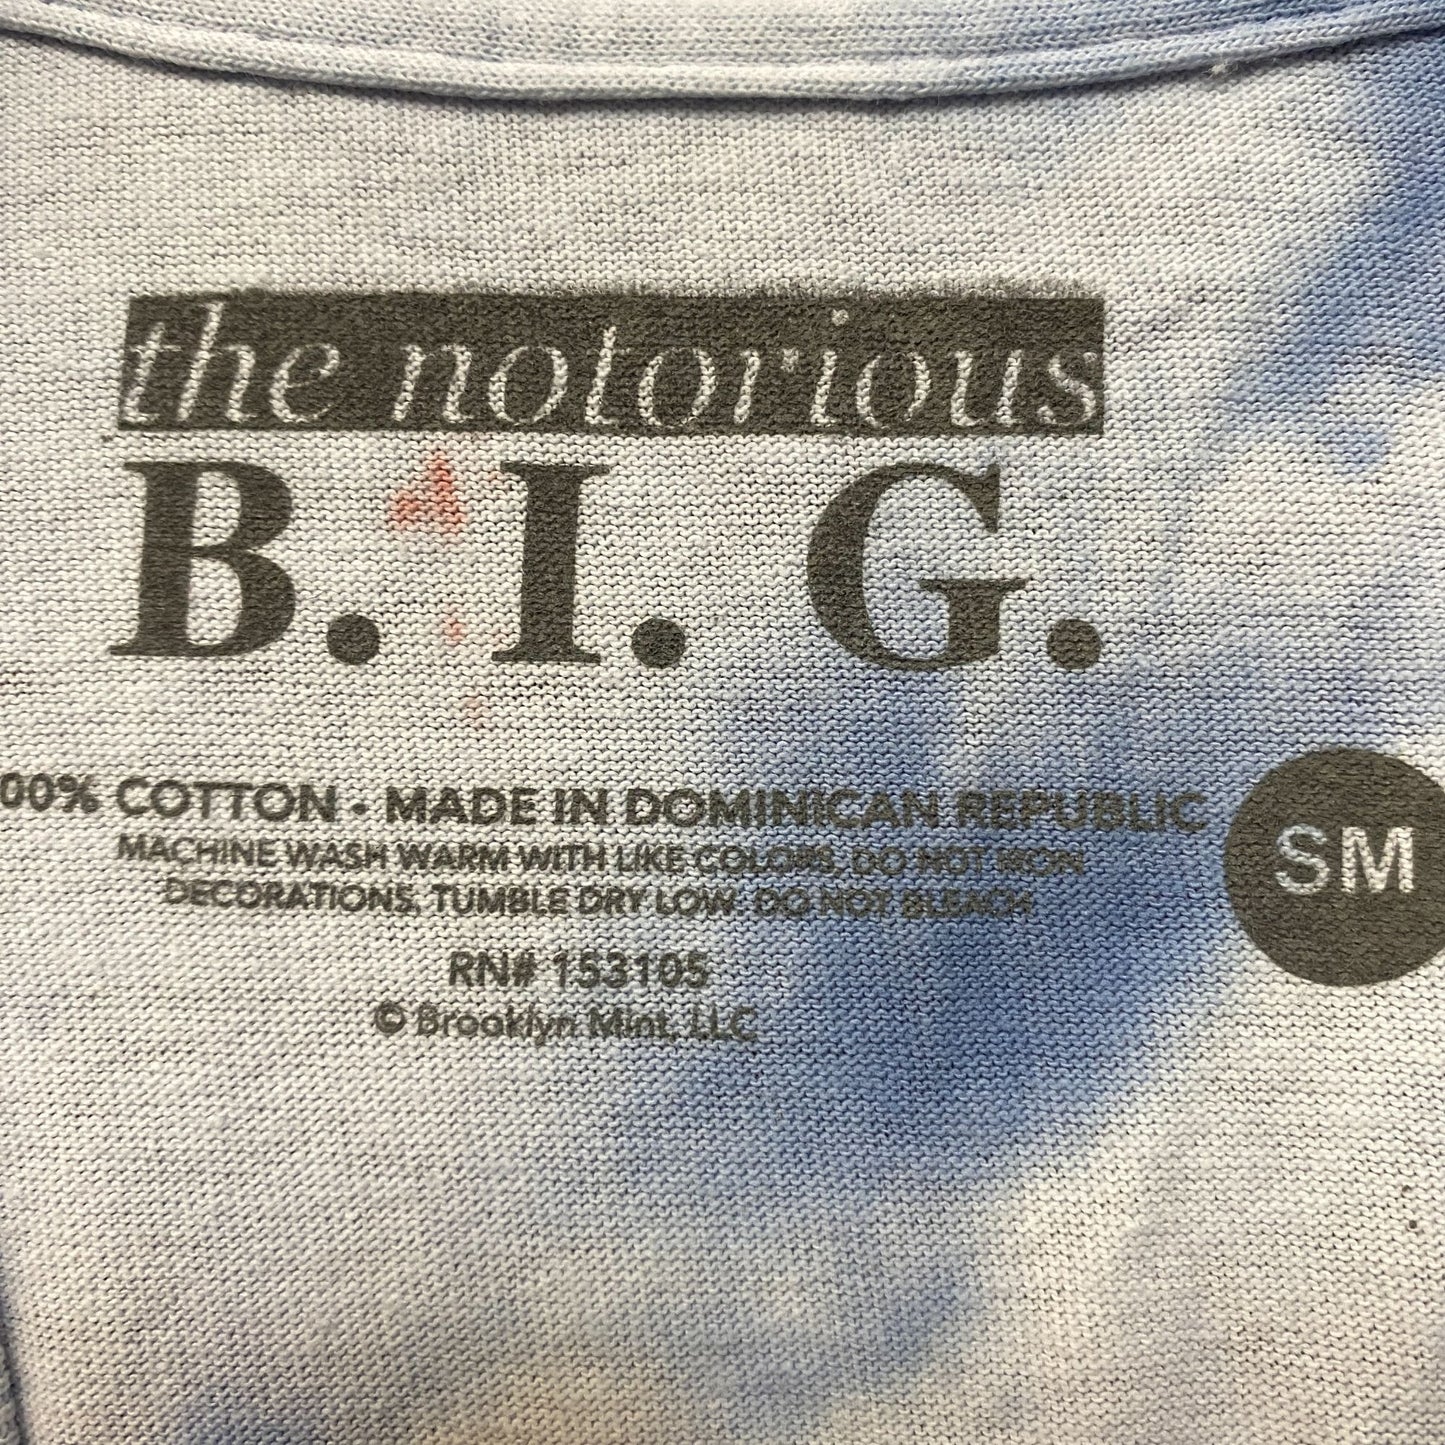 the notorious
B. I. G.
00% COTTON • MADE IN DOMINICAN REPUBLIC
MACHINE WASH WARM WITH LIKE COLORS, DO NOT IRON
DECORATIONS, TUMBLE DRY LOW. DO NOT BLEACH
SM
RN# 153105
© Brooklyn Mint, LLC